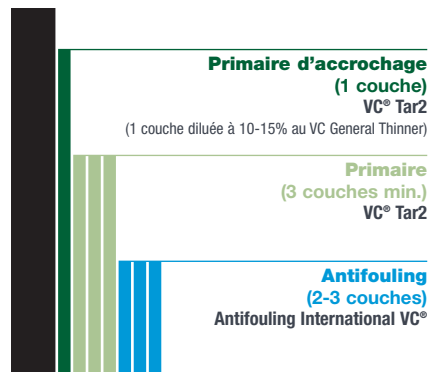 Primaire d’accrochage
(1 couche)
VC® Tar2
(1 couche diluée à 10-15% au VC General Thinner)
Primaire
(3 couches min.)
VC® Tar2
Antifouling
(2-3 couches)
Antifouling International VC®